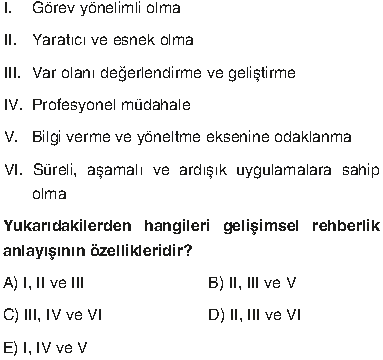 I. Görev yönelimli olma
II. Yaratıcı ve esnek olma
III. Var olanı değerlendirme ve geliştirme
IV. Profesyonel müdahale
V. Bilgi verme ve yöneltme eksenine odaklanma
VI. Süreli, aşamalı ve ardışık uygulamalara sahip
olma
Yukarıdakilerden hangileri gelişimsel rehberlik
anlayışının özellikleridir?
A) I, II ve III B) II, III ve V
C) III, IV ve VI D) II, III ve VI
E) I, IV ve V